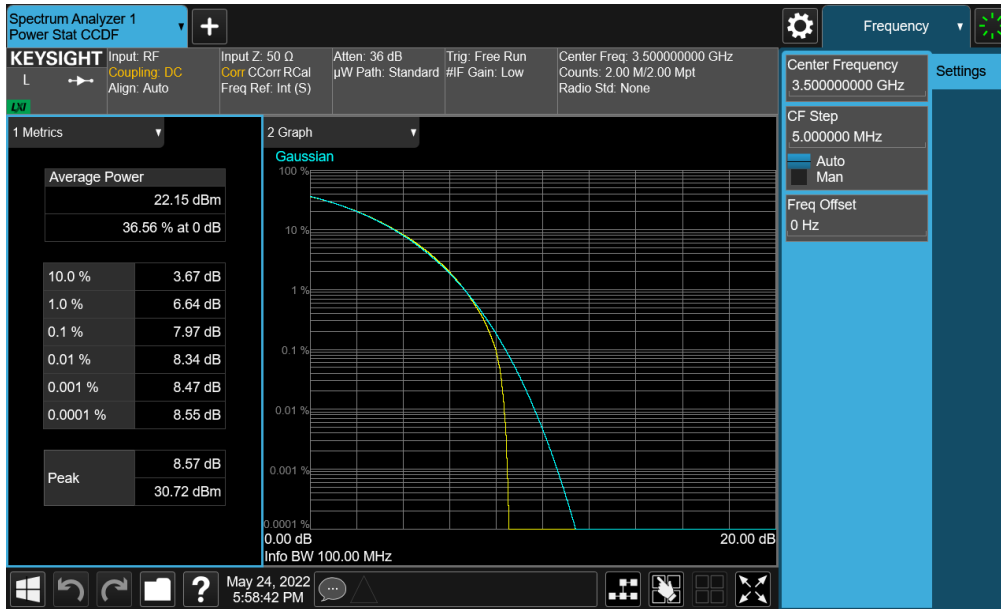 Spectrum Analyzer 1
Power Stat CCDF
+
Frequency
KEYSIGHT
L
LXI
Input: RF
Coupling: DC
Align: Auto
Input Z: 50 Ω
Corr CCorr RCal
Freq Ref: Int (S)
Atten: 36 dB
µW Path: Standard
Trig: Free Run
#IF Gain: Low
Center Freq: 3.500000000 GHz
Counts: 2.00 M/2.00 Mpt
Radio Std: None
Center Frequency
3.500000000 GHz
Settings
CF Step
5.000000 MHz
Auto
Man
Freq Offset
0 Hz
1 Metrics
Average Power
22.15 dBm
36.56 % at 0 dB
10.0 % 3.67 dB
1.0 % 6.64 dB
0.1 % 7.97 dB
0.01 % 8.34 dB
0.001 % 8.47 dB
0.0001 % 8.55 dB
Peak
8.57 dB
30.72 dBm
2 Graph
Gaussian
100 %
10 %
1 %
0.1 %
0.01 %
0.001 %
0.0001 %
0.00 dB 20.00 dB
Info BW 100.00 MHz
?
May 24, 2022
5:58:42 PM